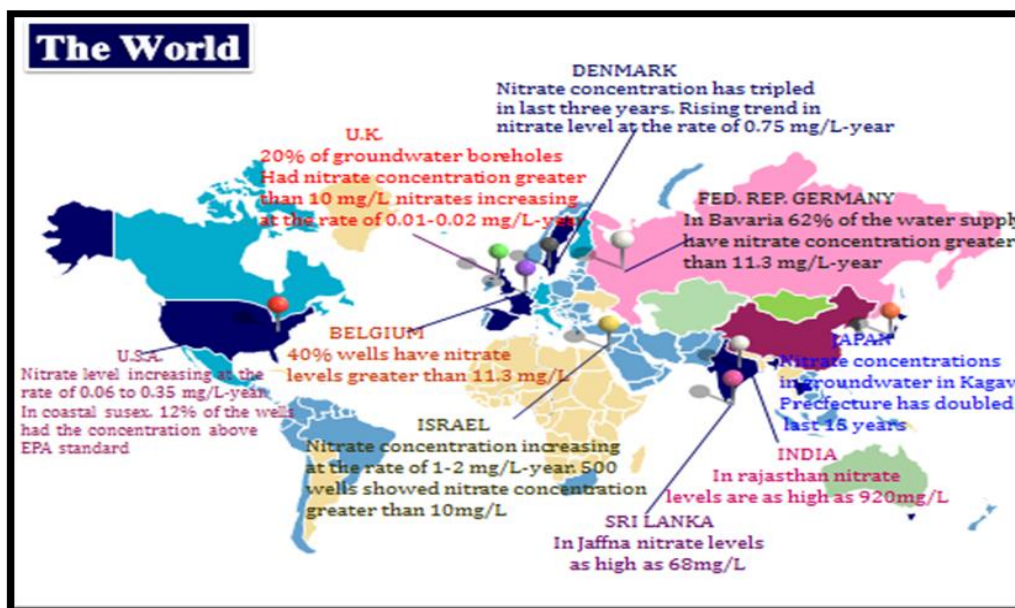 The World
DENMARK
Nitrate concentration has tripled
in last three years. Rising trend in
nitrate level at the rate of 0.75 mg/L-year
U.K.
20% of groundwater boreholes
Had nitrate concentration greater
than 10 mg/L nitrates increasing
at the rate of 0.01-0.02 mg/L-year
FED. REP. GERMANY
In Bavaria 62% of the water supply
have nitrate concentration greater
than 11.3 mg/L-year
BELGIUM
40% wells have nitrate
levels greater than 11.3 mg/L
U.S.A.
Nitrate level increasing at the
rate of 0.06 to 0.35 mg/L-year
In coastal susex. 12% of the wells
had the concentration above
EPA standard
JAPAN
Nitrate concentrations
in groundwater in Kagav
Precfecture has doubled
last 15 years
ISRAEL
Nitrate concentration increasing
at the rate of 1-2 mg/L-year. 500
wells showed nitrate concentration
greater than 10mg/L
INDIA
In rajasthan nitrate
levels are as high as 920mg/L
SRI LANKA
In Jaffna nitrate levels
as high as 68mg/L